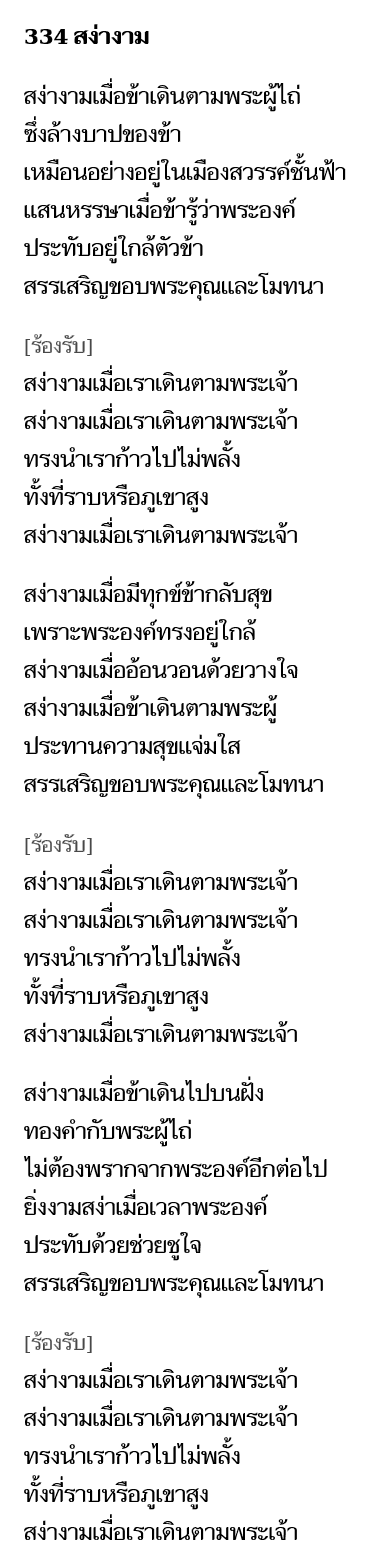 334 สง่างาม
สง่างามเมื่อข้าเดินตามพระผู้ไถ่
ซึ่งล้างบาปของข้า
เหมือนอย่างอยู่ในเมืองสวรรค์ชั้นฟ้า
แสนหรรษาเมื่อข้ารู้ว่าพระองค์
ประทับอยู่ใกล้ตัวข้า
สรรเสริญขอบพระคุณและโมทนา
[ร้องรับ]
สง่างามเมื่อเราเดินตามพระเจ้า
สง่างามเมื่อเราเดินตามพระเจ้า
ทรงนำเราก้าวไปไม่พลั้ง
ทั้งที่ราบหรือภูเขาสูง
สง่างามเมื่อเราเดินตามพระเจ้า
สง่างามเมื่อมีทุกข์ข้ากลับสุข
เพราะพระองค์ทรงอยู่ใกล้
สง่างามเมื่ออ้อนวอนด้วยวางใจ
สง่างามเมื่อข้าเดินตามพระผู้
ประทานความสุขแจ่มใส
สรรเสริญขอบพระคุณและโมทนา
[ร้องรับ]
สง่างามเมื่อเราเดินตามพระเจ้า
สง่างามเมื่อเราเดินตามพระเจ้า
ทรงนำเราก้าวไปไม่พลั้ง
ทั้งที่ราบหรือภูเขาสูง
สง่างามเมื่อเราเดินตามพระเจ้า
สง่างามเมื่อข้าเดินไปบนฝั่ง
ทองคำกับพระผู้ไถ่
ไม่ต้องพรากจากพระองค์อีกต่อไป
ยิ่งงามสง่าเมื่อเวลาพระองค์
ประทับด้วยช่วยชูใจ
สรรเสริญขอบพระคุณและโมทนา
[ร้องรับ]
สง่างามเมื่อเราเดินตามพระเจ้า
สง่างามเมื่อเราเดินตามพระเจ้า
ทรงนำเราก้าวไปไม่พลั้ง
ทั้งที่ราบหรือภูเขาสูง
สง่างามเมื่อเราเดินตามพระเจ้า